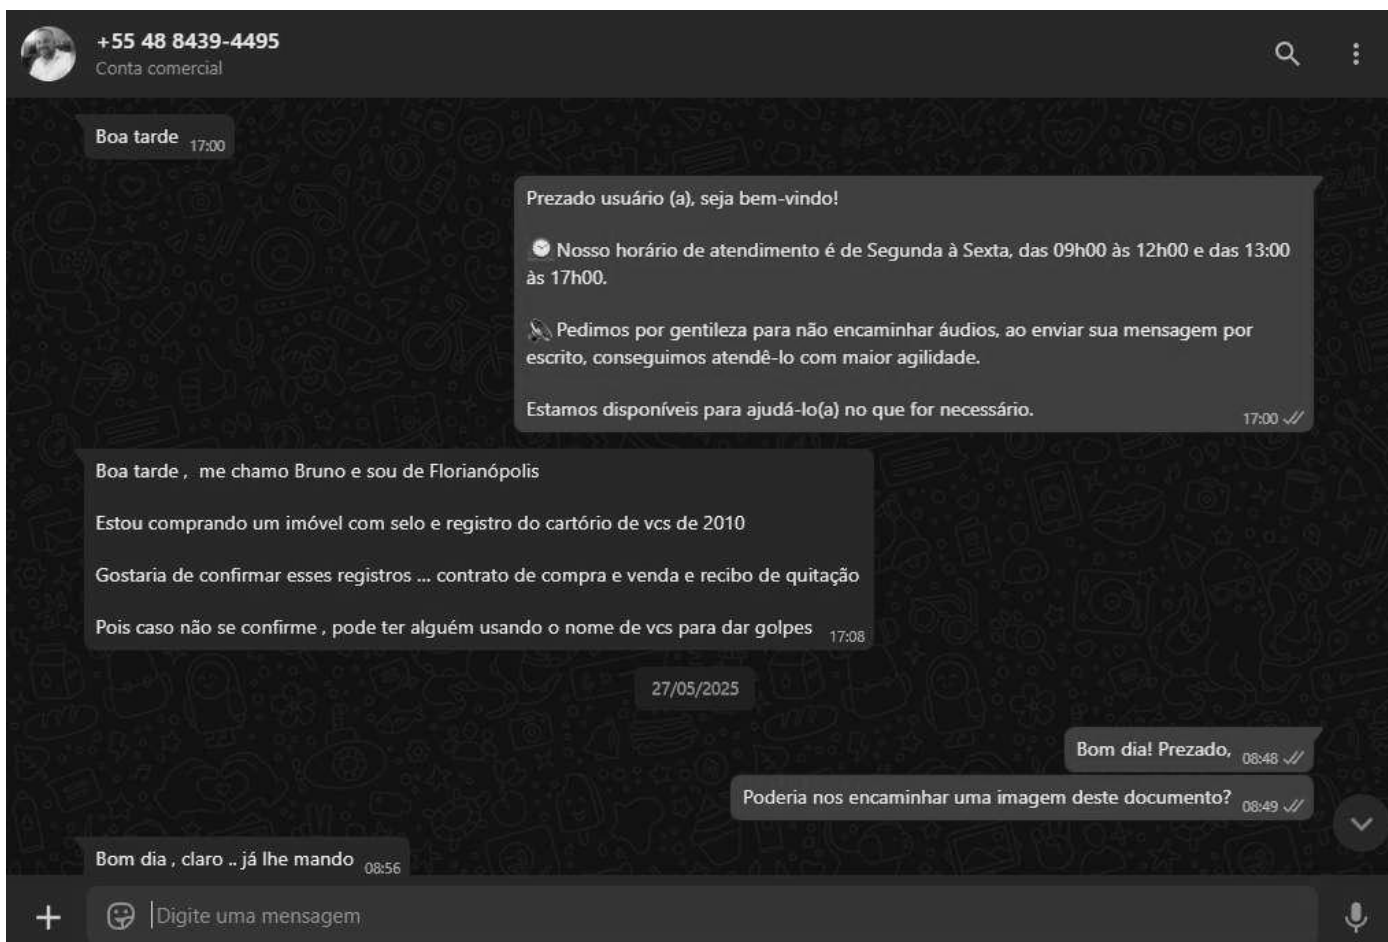 +55 48 8439-4495
Conta comercial
Boa tarde 17:00
Prezado usuário (a), seja bem-vindo!
Nosso horário de atendimento é de Segunda à Sexta, das 09h00 às 12h00 e das 13:00
às 17h00.
Pedimos por gentileza para não encaminhar áudios, ao enviar sua mensagem por
escrito, conseguimos atendê-lo com maior agilidade.
Estamos disponíveis para ajudá-lo(a) no que for necessário.
17:00
Boa tarde , me chamo Bruno e sou de Florianópolis
Estou comprando um imóvel com selo e registro do cartório de vcs de 2010
Gostaria de confirmar esses registros ... contrato de compra e venda e recibo de quitação
Pois caso não se confirme , pode ter alguém usando o nome de vcs para dar golpes 17:08
27/05/2025
Bom dia! Prezado, 08:48
Poderia nos encaminhar uma imagem deste documento? 08:49
Bom dia , claro .. já lhe mando 08:56
Digite uma mensagem